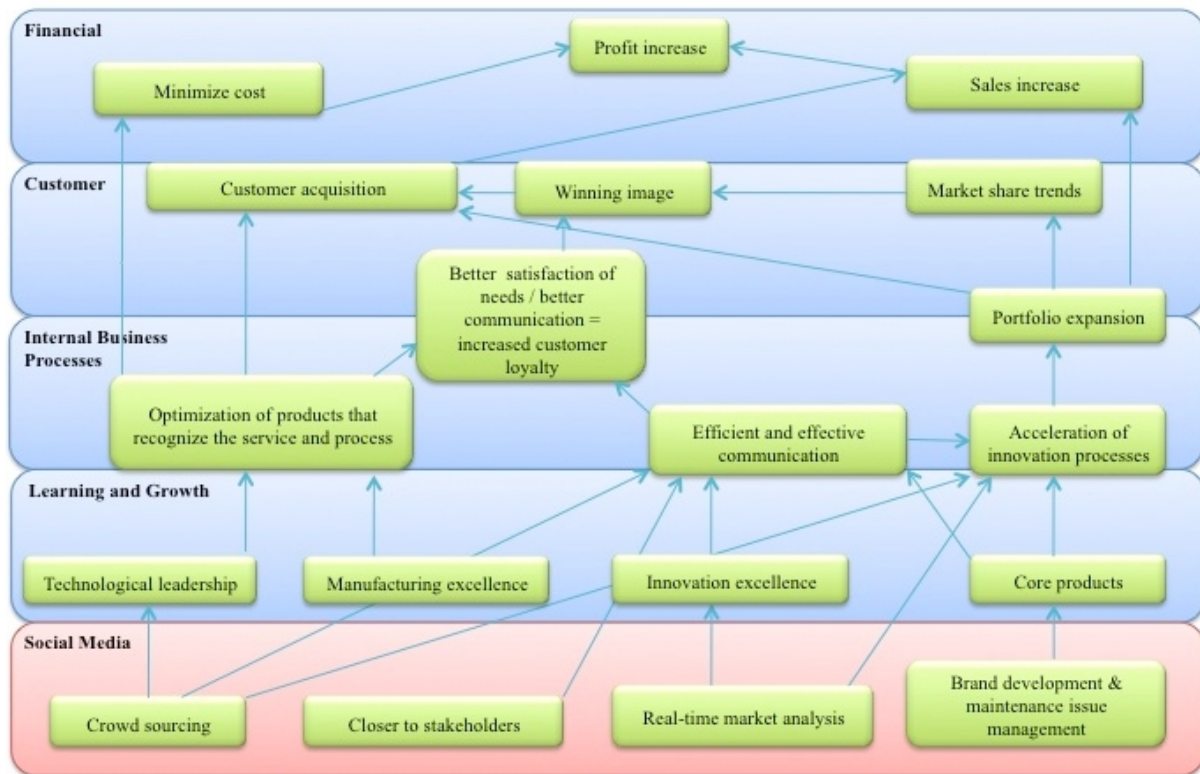 Financial
Profit increase
Minimize cost
Sales increase
Customer
Customer acquisition
Winning image
Market share trends
Better satisfaction of
needs / better
communication =
increased customer
loyalty
Portfolio expansion
Internal Business
Processes
Optimization of products that
recognize the service and process
Efficient and effective
communication
Acceleration of
innovation processes
Learning and Growth
Technological leadership
Manufacturing excellence
Innovation excellence
Core products
Social Media
Crowd sourcing
Closer to stakeholders
Real-time market analysis
Brand development &
maintenance issue
management